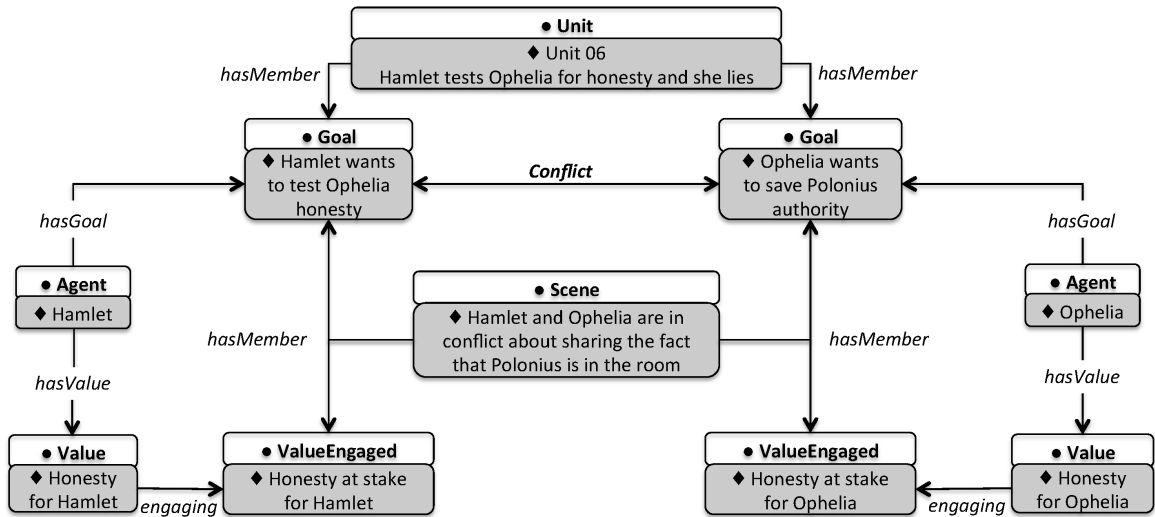 ● Unit
♦ Unit 06
Hamlet tests Ophelia for honesty and she lies
hasMember
hasMember
● Goal
♦ Hamlet wants
to test Ophelia
honesty
Conflict
● Goal
♦ Ophelia wants
to save Polonius
authority
hasGoal
hasGoal
● Agent
♦ Hamlet
● Scene
♦ Hamlet and Ophelia are in
conflict about sharing the fact
that Polonius is in the room
● Agent
♦ Ophelia
hasMember
hasMember
hasValue
hasValue
● Value
♦ Honesty
for Hamlet
engaging
● ValueEngaged
♦ Honesty at stake
for Hamlet
● ValueEngaged
♦ Honesty at stake
for Ophelia
engaging
● Value
♦ Honesty
for Ophelia